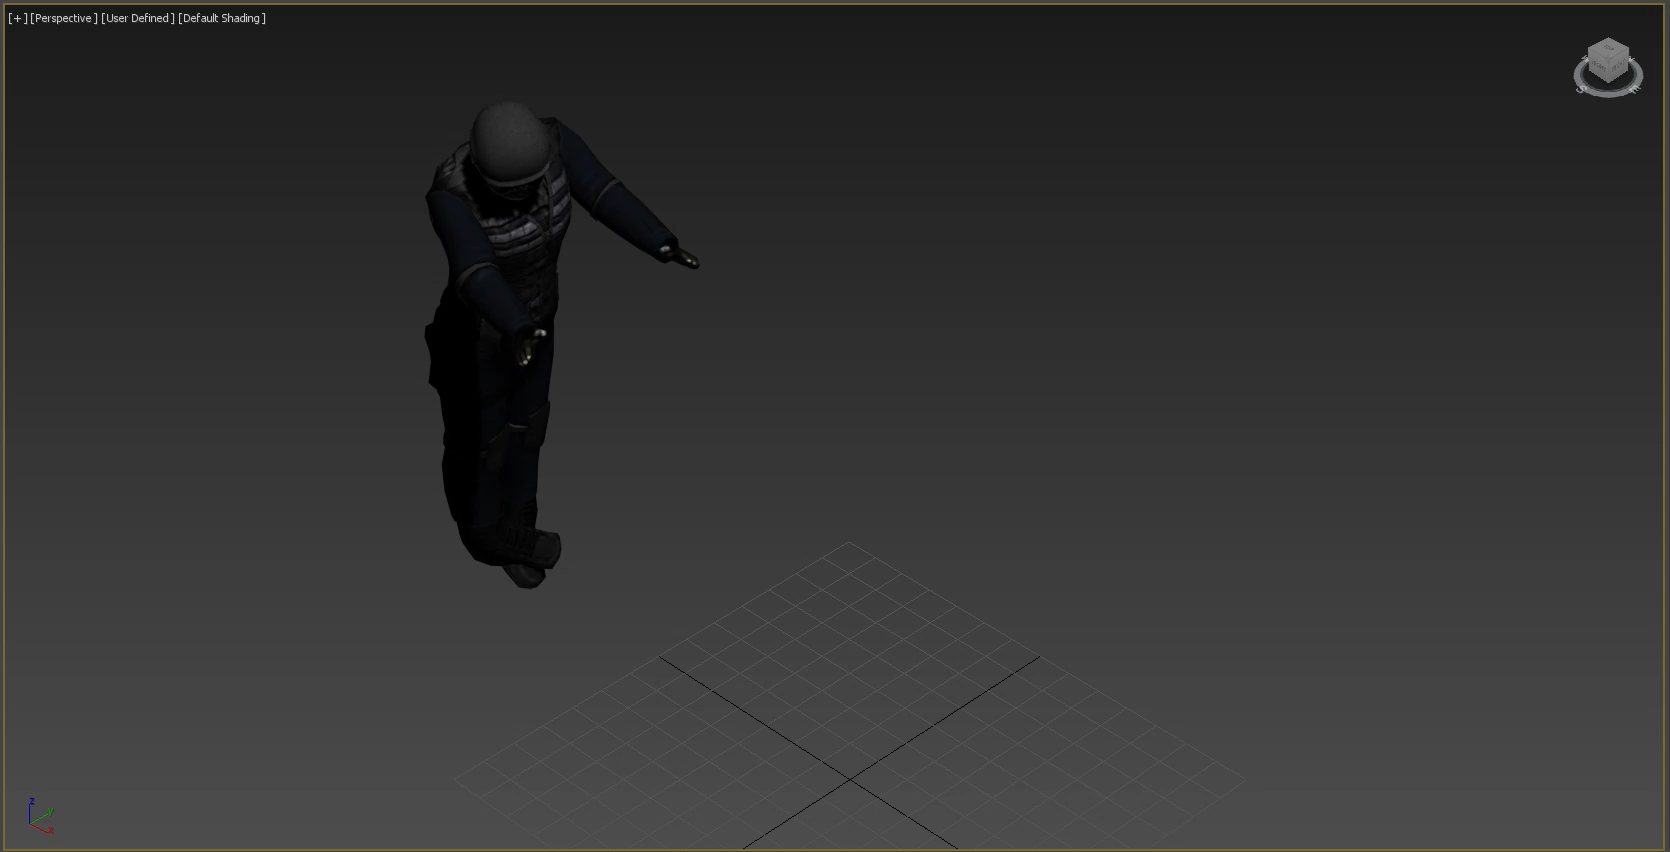 [+] [Perspective] [User Defined] [Default Shading]
S
E
z
y
x